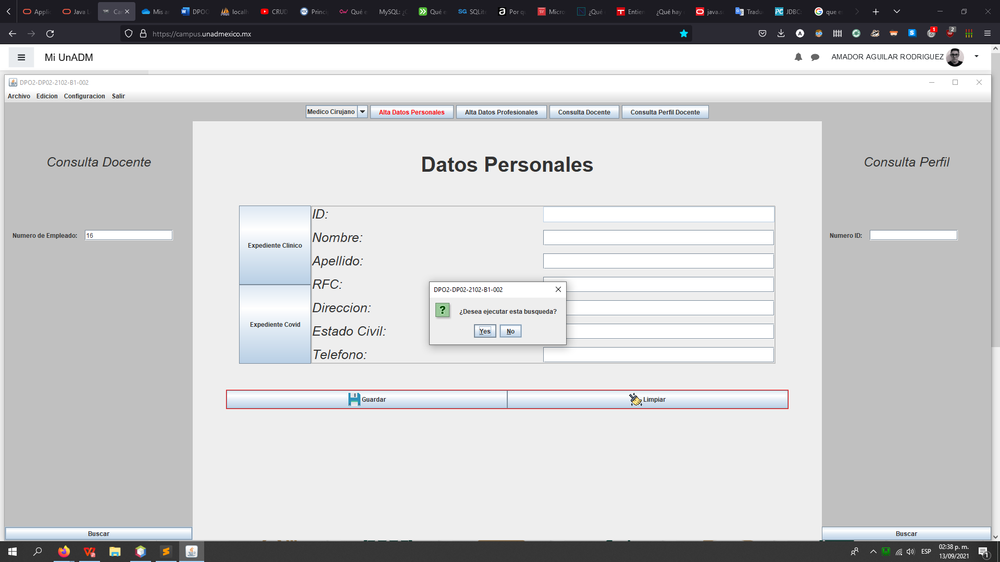 Java L
Mis a
DPOO
localh
CRUD
Princi
Qué e
MySQL: ¿
Qué e
SQLit
Por q
Micro
¿Qué
Entien
¿Qué hay
java.s
Tradu
JDBC
que e
https://campus.unadmexico.mx
Mi UnADM
AMADOR AGUILAR RODRIGUEZ
DPO2-DP02-2102-B1-002
Archivo Edicion Configuracion Salir
Medico Cirujano
Alta Datos Personales
Alta Datos Profesionales
Consulta Docente
Consulta Perfil Docente
Consulta Docente
Numero de Empleado: 16
Buscar
Datos Personales
Expediente Clinico
Expediente Covid
ID:
Nombre:
Apellido:
RFC:
Direccion:
Estado Civil:
Telefono:
DPO2-DP02-2102-B1-002
¿Desea ejecutar esta busqueda?
Yes No
Guardar
Limpiar
Consulta Perfil
Numero ID:
Buscar
ESP
02:38 p. m.
13/09/2021